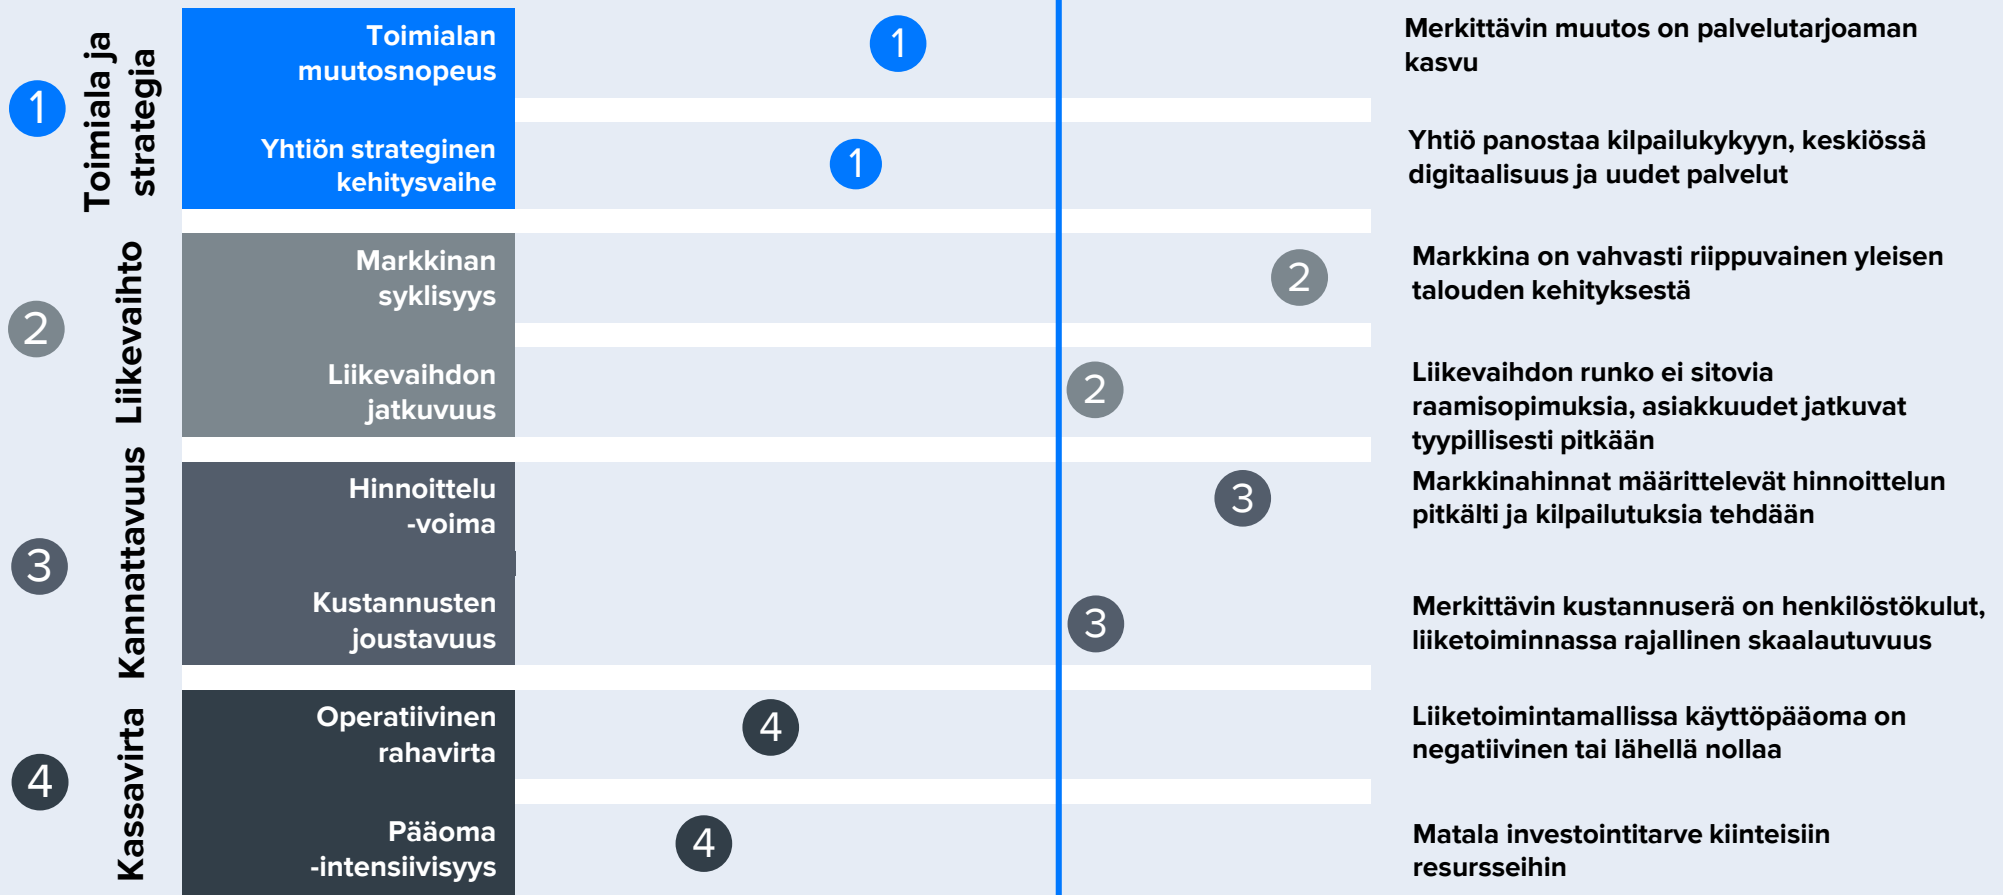 1
Toimiala ja
strategia
Toimialan
muutosnopeus
1
Merkittävin muutos on palvelutarjoaman
kasvu
Yhtiön strateginen
kehitysvaihe
1
Yhtiö panostaa kilpailukykyyn, keskiössä
digitaalisuus ja uudet palvelut
2
Liikevaihto
Markkinan
syklisyys
2
Markkina on vahvasti riippuvainen yleisen
talouden kehityksestä
Liikevaihdon
jatkuvuus
2
Liikevaihdon runko ei sitovia
raamisopimuksia, asiakkuudet jatkuvat
tyypillisesti pitkään
3
Kannattavuus
Hinnoittelu
-voima
3
Markkinahinnat määrittelevät hinnoittelun
pitkälti ja kilpailutuksia tehdään
Kustannusten
joustavuus
3
Merkittävin kustannuserä on henkilöstökulut,
liiketoiminnassa rajallinen skaalautuvuus
4
Kassavirta
Operatiivinen
rahavirta
4
Liiketoimintamallissa käyttöpääoma on
negatiivinen tai lähellä nollaa
Pääoma
-intensiivisyys
4
Matala investointitarve kiinteisiin
resursseihin